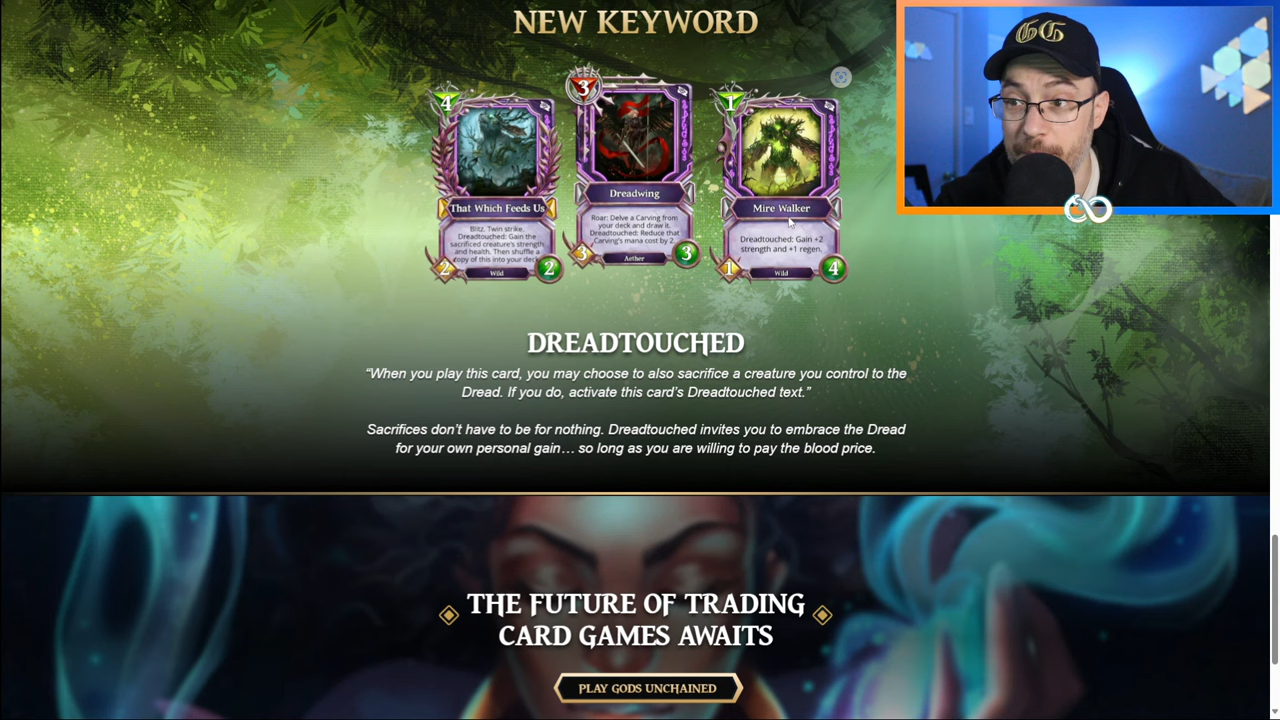 NEW KEYWORD
GG
4
That Which Feeds Us
Blitz. Twin strike.
Dreadtouched: Gain the
sacrificed creature's strength
and health. Then shuffle a
copy of this into your deck.
2
Wild
2
3
Dreadwing
Roar: Delve a Carving from
your deck and draw it.
Dreadtouched: Reduce that
Carving's mana cost by 2.
3
Aether
3
1
Mire Walker
Dreadtouched: Gain +2
strength and +1 regen.
1
Wild
4
DREADTOUCHED
“When you play this card, you may choose to also sacrifice a creature you control to the
Dread. If you do, activate this card’s Dreadtouched text.”
Sacrifices don’t have to be for nothing. Dreadtouched invites you to embrace the Dread
for your own personal gain… so long as you are willing to pay the blood price.
THE FUTURE OF TRADING
CARD GAMES AWAITS
PLAY GODS UNCHAINED